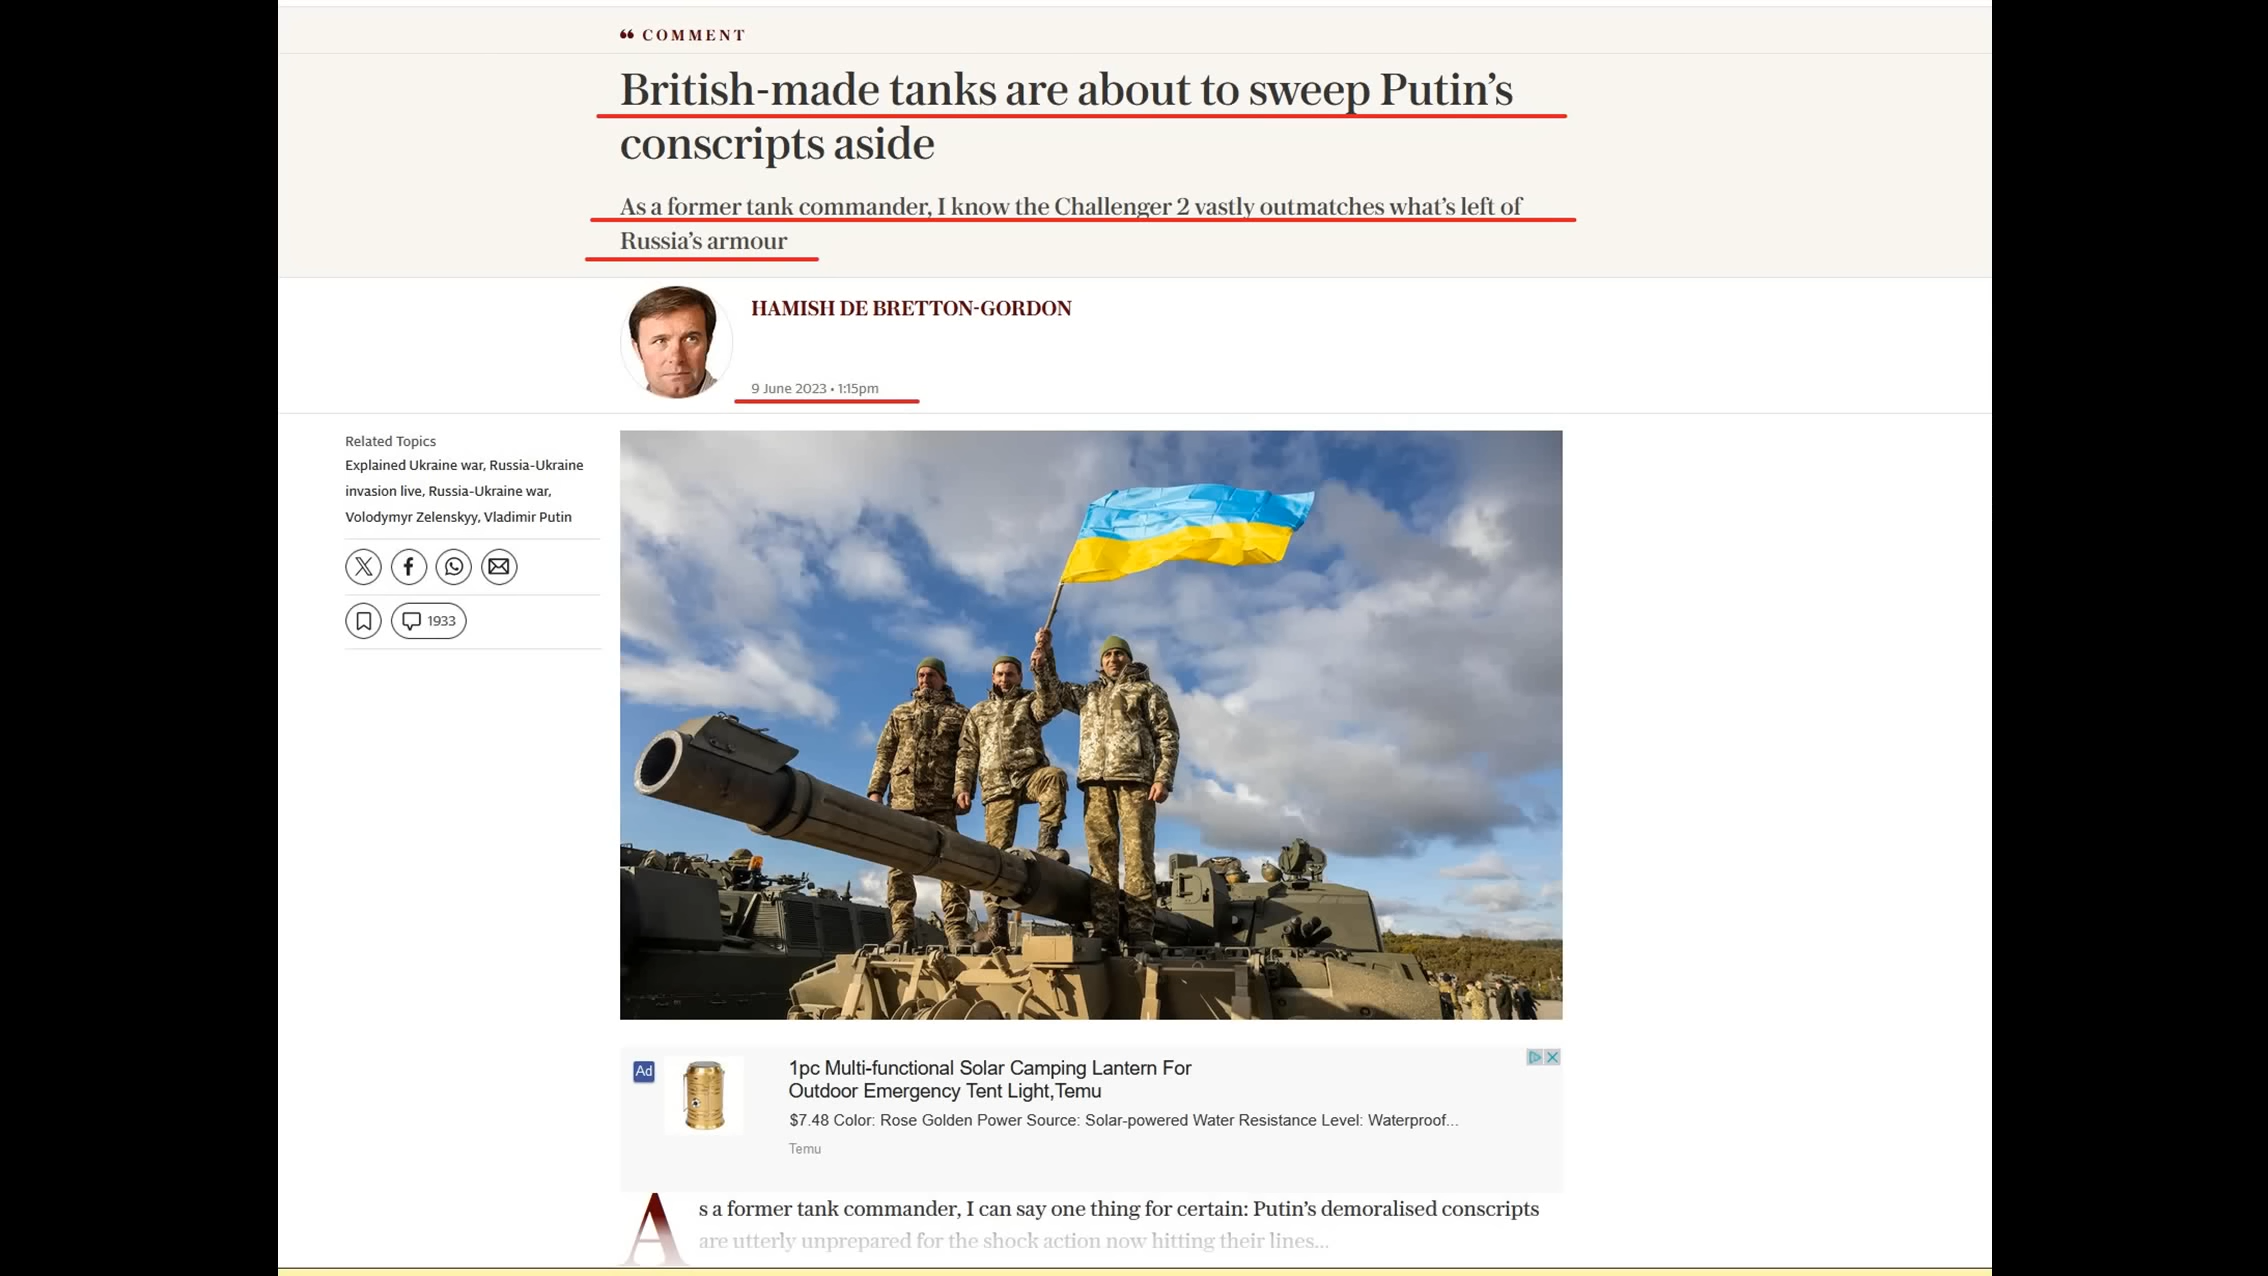 COMMENT
British-made tanks are about to sweep Putin’s
conscripts aside
As a former tank commander, I know the Challenger 2 vastly outmatches what’s left of
Russia’s armour
HAMISH DE BRETTON-GORDON
9 June 2023 • 1:15pm
Related Topics
Explained Ukraine war, Russia-Ukraine
invasion live, Russia-Ukraine war,
Volodymyr Zelenskyy, Vladimir Putin
1933
Ad
1pc Multi-functional Solar Camping Lantern For
Outdoor Emergency Tent Light,Temu
$7.48 Color: Rose Golden Power Source: Solar-powered Water Resistance Level: Waterproof...
Temu
As a former tank commander, I can say one thing for certain: Putin’s demoralised conscripts
are utterly unprepared for the shock action now hitting their lines...